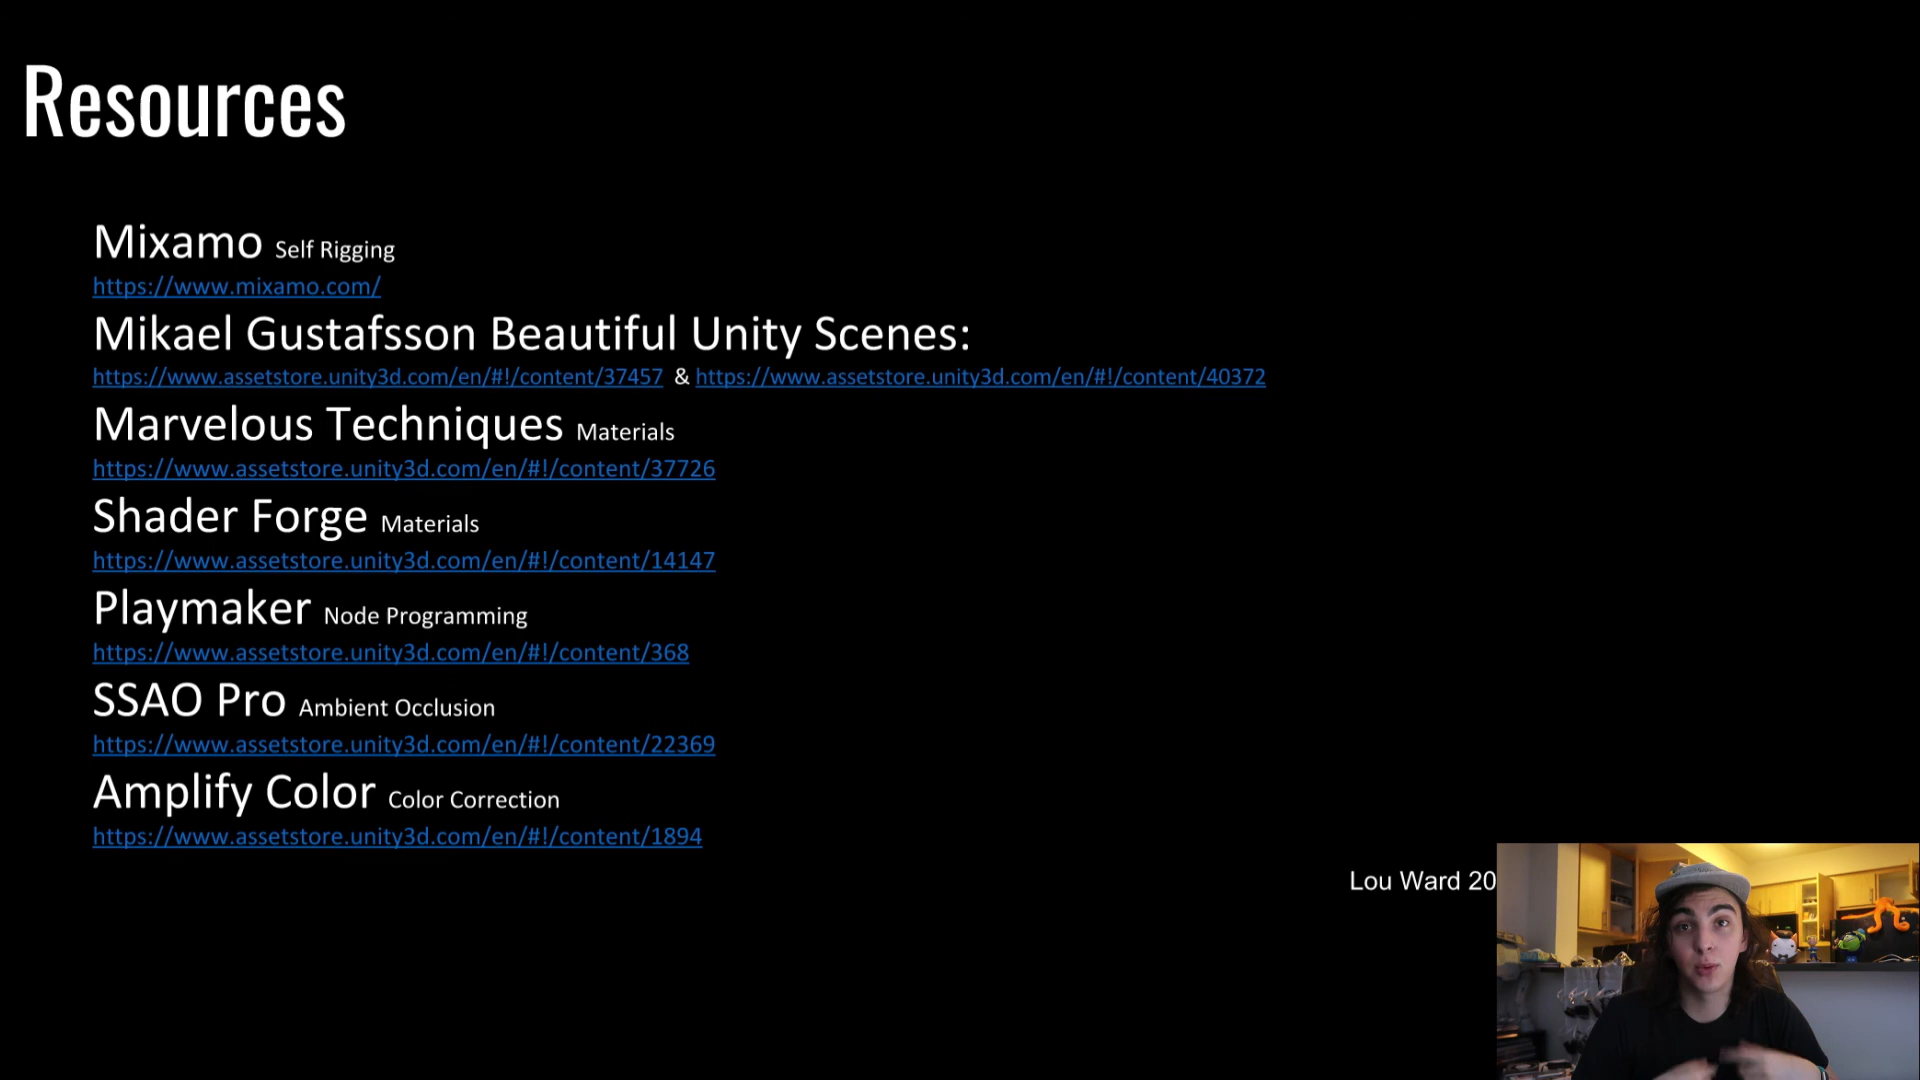 Resources
Mixamo Self Rigging
https://www.mixamo.com/
Mikael Gustafsson Beautiful Unity Scenes:
https://www.assetstore.unity3d.com/en/#!/content/37457 & https://www.assetstore.unity3d.com/en/#!/content/40372
Marvelous Techniques Materials
https://www.assetstore.unity3d.com/en/#!/content/37726
Shader Forge Materials
https://www.assetstore.unity3d.com/en/#!/content/14147
Playmaker Node Programming
https://www.assetstore.unity3d.com/en/#!/content/368
SSAO Pro Ambient Occlusion
https://www.assetstore.unity3d.com/en/#!/content/22369
Amplify Color Color Correction
https://www.assetstore.unity3d.com/en/#!/content/1894
Lou Ward 20